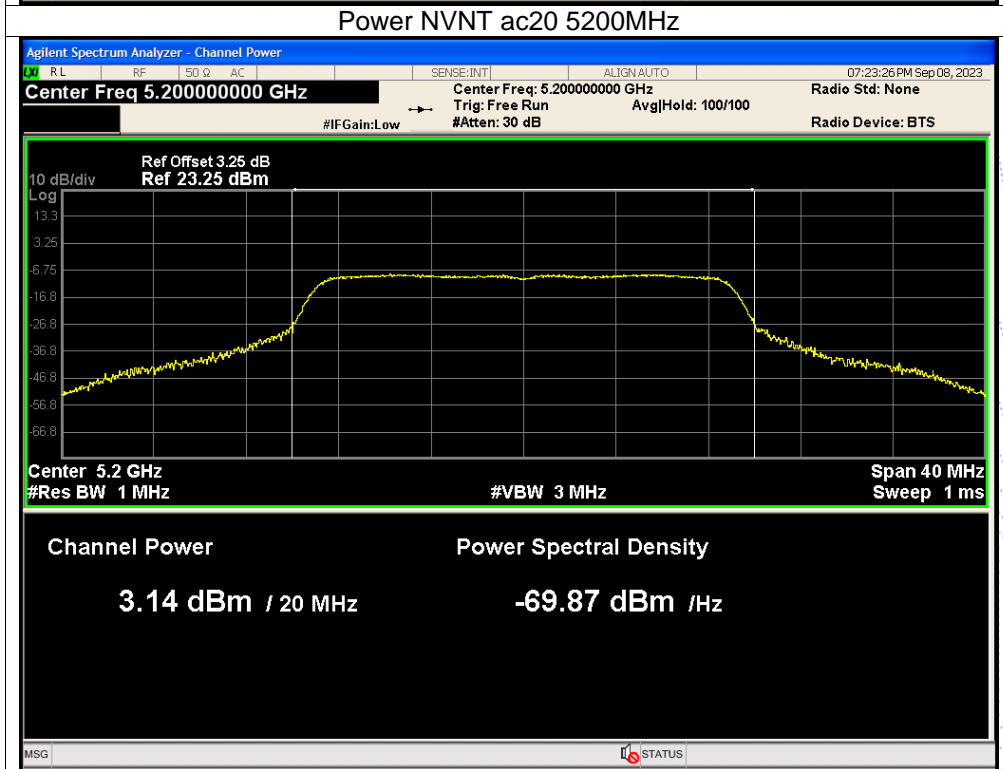 Power NVNT ac20 5200MHz
Agilent Spectrum Analyzer - Channel Power
LXI RL RF 50 Ω AC SENSE:INT ALIGN AUTO 07:23:26 PM Sep 08, 2023
Center Freq 5.200000000 GHz Center Freq: 5.200000000 GHz Radio Std: None
Trig: Free Run Avg|Hold: 100/100
#IFGain:Low #Atten: 30 dB Radio Device: BTS
Ref Offset 3.25 dB
10 dB/div Ref 23.25 dBm
Log
13.3
3.25
-6.75
-16.8
-26.8
-36.8
-46.8
-56.8
-66.8
Center 5.2 GHz Span 40 MHz
#Res BW 1 MHz #VBW 3 MHz Sweep 1 ms
Channel Power Power Spectral Density
3.14 dBm / 20 MHz -69.87 dBm /Hz
MSG STATUS